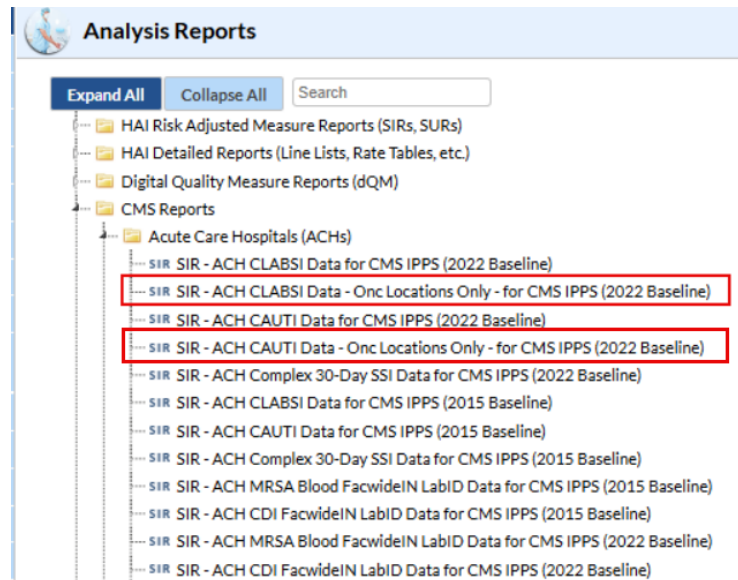 Analysis Reports
Expand All Collapse All Search
HAI Risk Adjusted Measure Reports (SIRs, SURs)
HAI Detailed Reports (Line Lists, Rate Tables, etc.)
Digital Quality Measure Reports (dQM)
CMS Reports
Acute Care Hospitals (ACHs)
SIR SIR - ACH CLABSI Data for CMS IPPS (2022 Baseline)
SIR SIR - ACH CLABSI Data - Onc Locations Only - for CMS IPPS (2022 Baseline)
SIR SIR - ACH CAUTI Data for CMS IPPS (2022 Baseline)
SIR SIR - ACH CAUTI Data - Onc Locations Only - for CMS IPPS (2022 Baseline)
SIR SIR - ACH Complex 30-Day SSI Data for CMS IPPS (2022 Baseline)
SIR SIR - ACH CLABSI Data for CMS IPPS (2015 Baseline)
SIR SIR - ACH CAUTI Data for CMS IPPS (2015 Baseline)
SIR SIR - ACH Complex 30-Day SSI Data for CMS IPPS (2015 Baseline)
SIR SIR - ACH MRSA Blood FacwideIN LabID Data for CMS IPPS (2015 Baseline)
SIR SIR - ACH CDI FacwideIN LabID Data for CMS IPPS (2015 Baseline)
SIR SIR - ACH MRSA Blood FacwideIN LabID Data for CMS IPPS (2022 Baseline)
SIR SIR - ACH CDI FacwideIN LabID Data for CMS IPPS (2022 Baseline)